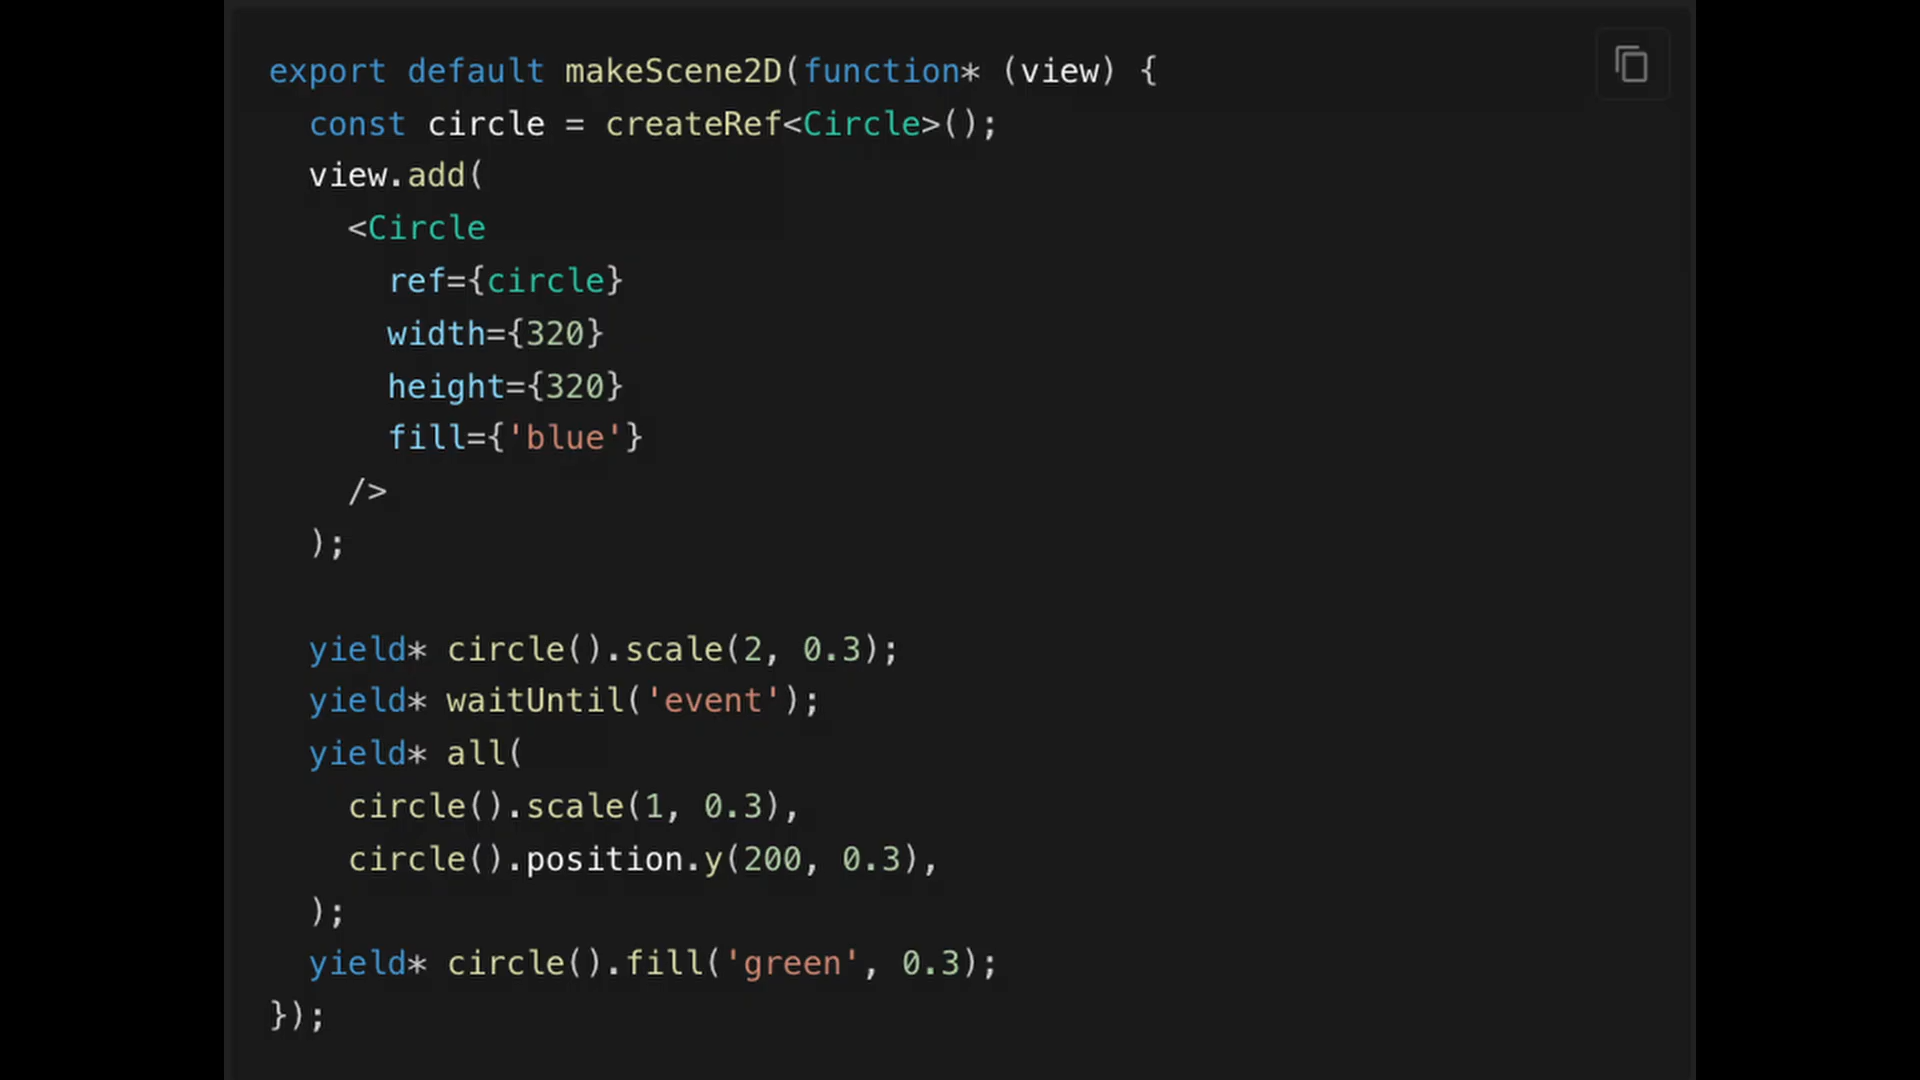 export default makeScene2D(function* (view) {
  const circle = createRef<Circle>();
  view.add(
    <Circle
      ref={circle}
      width={320}
      height={320}
      fill={'blue'}
    />
  );

  yield* circle().scale(2, 0.3);
  yield* waitUntil('event');
  yield* all(
    circle().scale(1, 0.3),
    circle().position.y(200, 0.3),
  );
  yield* circle().fill('green', 0.3);
});